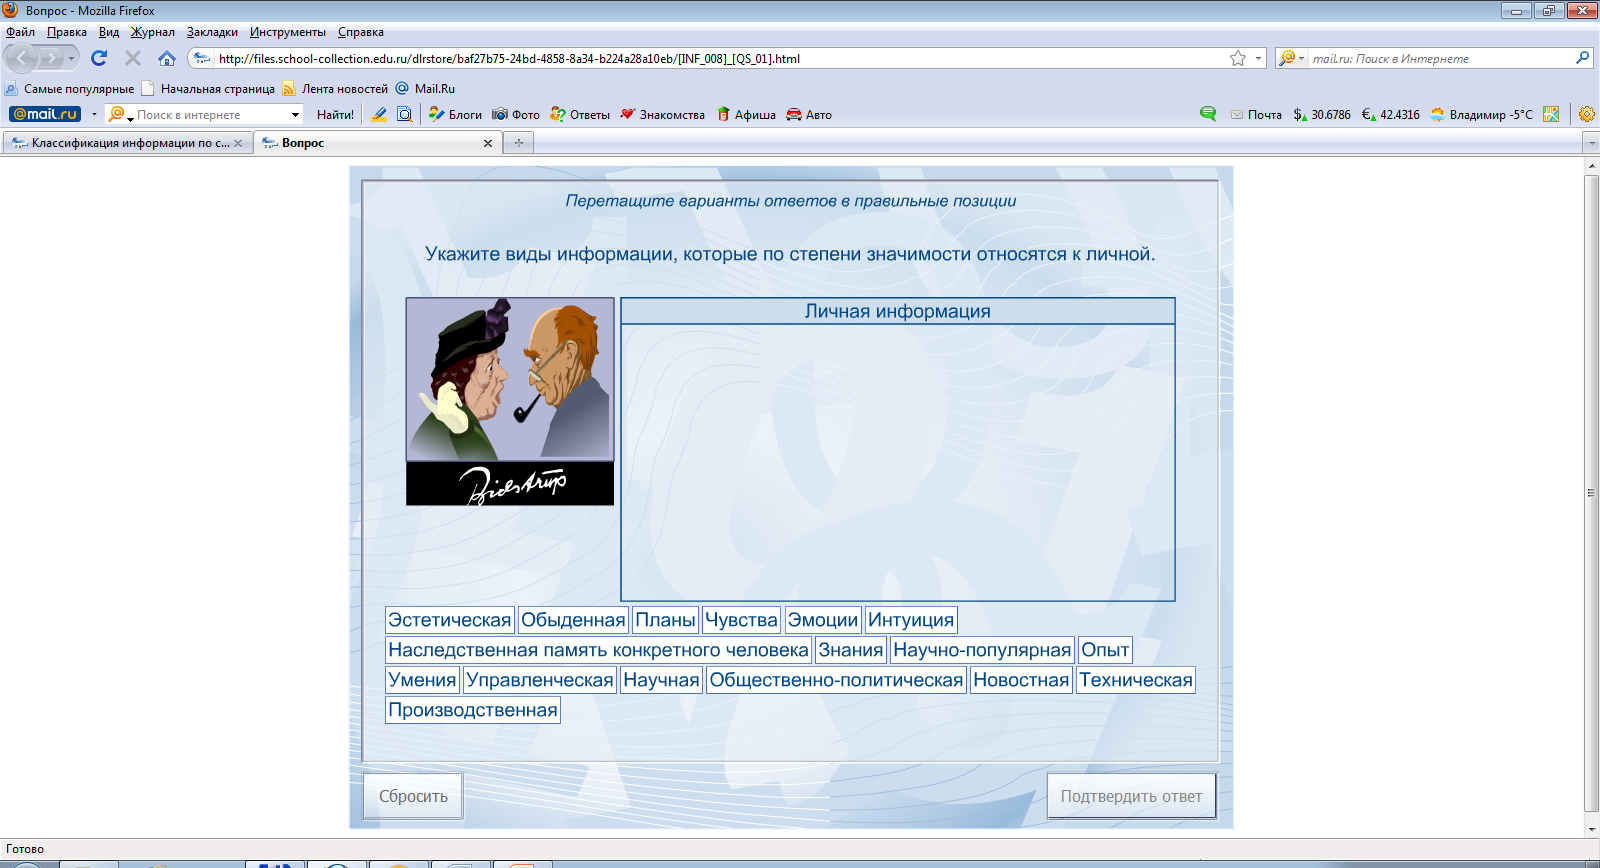 Вопрос - Mozilla Firefox
Файл Правка Вид Журнал Закладки Инструменты Справка
http://files.school-collection.edu.ru/dlrstore/baf27b75-24bd-4858-8a34-b224a28a10eb/[INF_008]_[QS_01].html
mail.ru: Поиск в Интернете
Самые популярные Начальная страница Лента новостей Mail.Ru
@mail.ru Поиск в интернете Найти! Блоги Фото Ответы Знакомства Афиша Авто Почта $ 30.6786 € 42.4316 Владимир -5°C
Классификация информации по с... Вопрос
Перетащите варианты ответов в правильные позиции
Укажите виды информации, которые по степени значимости относятся к личной.
Личная информация
Bidstrup
Эстетическая Обыденная Планы Чувства Эмоции Интуиция
Наследственная память конкретного человека Знания Научно-популярная Опыт
Умения Управленческая Научная Общественно-политическая Новостная Техническая
Производственная
Сбросить Подтвердить ответ
Готово